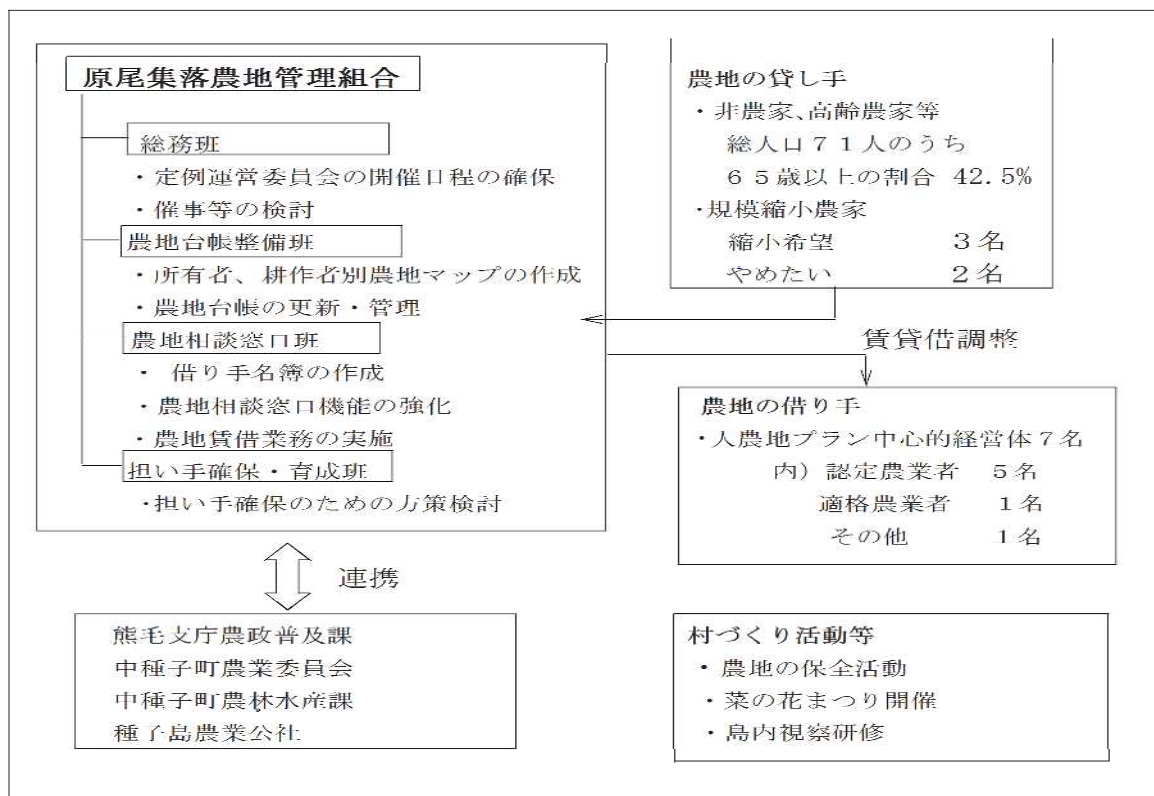 原尾集落農地管理組合
総務班
・定例運営委員会の開催日程の確保
・催事等の検討
農地台帳整備班
・所有者、耕作者別農地マップの作成
・農地台帳の更新・管理
農地相談窓口班
・ 借り手名簿の作成
・農地相談窓口機能の強化
・農地賃借業務の実施
担い手確保・育成班
・担い手確保のための方策検討
連携
熊毛支庁農政普及課
中種子町農業委員会
中種子町農林水産課
種子島農業公社
農地の貸し手
・非農家、高齢農家等
総人口71人のうち
65歳以上の割合 42.5%
・規模縮小農家
縮小希望 3名
やめたい 2名
賃貸借調整
農地の借り手
・人農地プラン中心的経営体7名
内）認定農業者 5名
適格農業者 1名
その他 1名
村づくり活動等
・農地の保全活動
・菜の花まつり開催
・島内視察研修